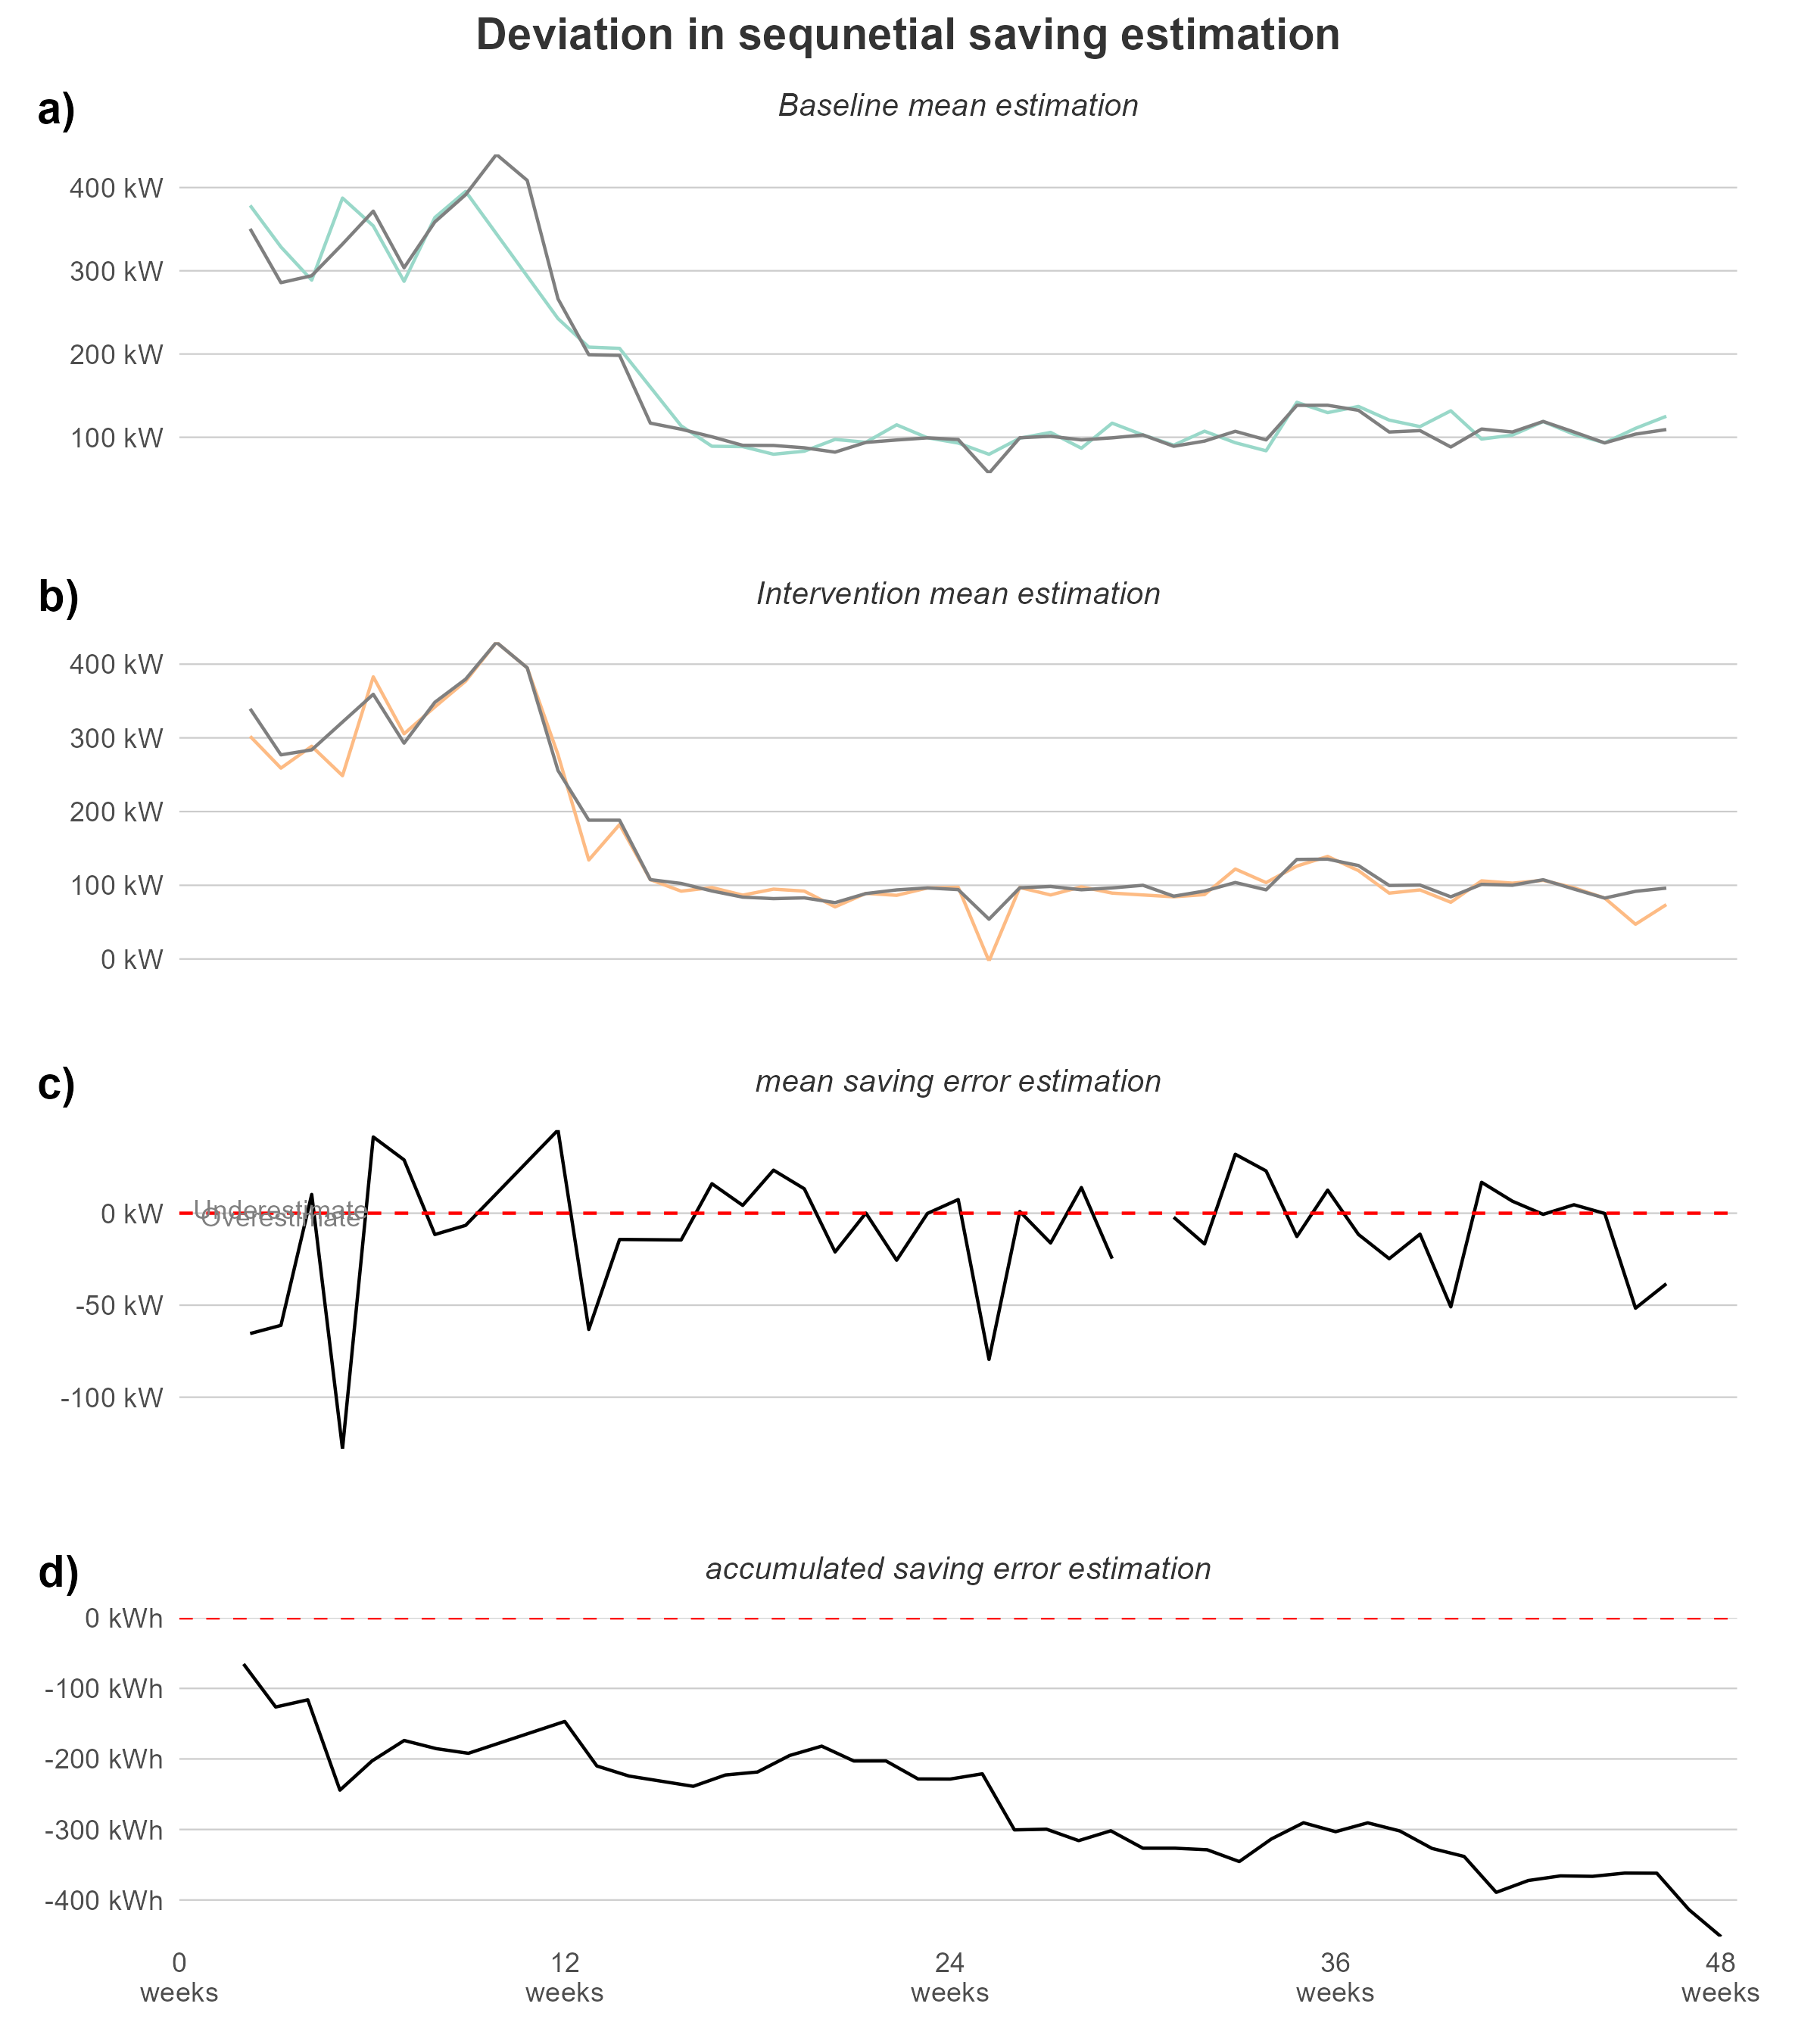 Deviation in sequnetial saving estimation
a)
Baseline mean estimation
400 kW
300 kW
200 kW
100 kW
b)
Intervention mean estimation
400 kW
300 kW
200 kW
100 kW
0 kW
c)
mean saving error estimation
Underestimate
Overestimate
0 kW
-50 kW
-100 kW
d)
accumulated saving error estimation
0 kWh
-100 kWh
-200 kWh
-300 kWh
-400 kWh
0 12 24 36 48
weeks weeks weeks weeks weeks